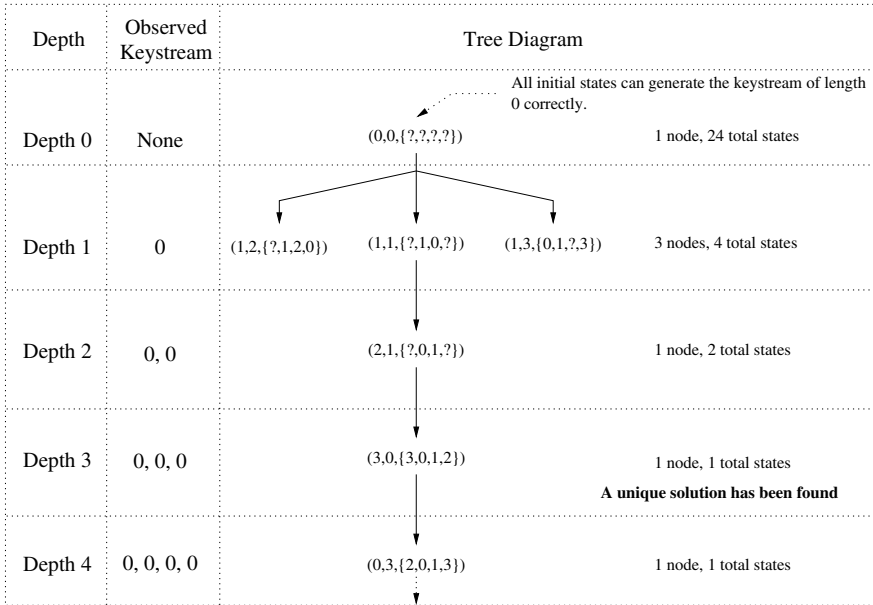 Depth
Observed Keystream
Tree Diagram
All initial states can generate the keystream of length
0 correctly.
Depth 0
None
(0,0,{?,?,?,?})
1 node, 24 total states
Depth 1
0
(1,2,{?,1,2,0})
(1,1,{?,1,0,?})
(1,3,{0,1,?,3})
3 nodes, 4 total states
Depth 2
0, 0
(2,1,{?,0,1,?})
1 node, 2 total states
Depth 3
0, 0, 0
(3,0,{3,0,1,2})
1 node, 1 total states
A unique solution has been found
Depth 4
0, 0, 0, 0
(0,3,{2,0,1,3})
1 node, 1 total states